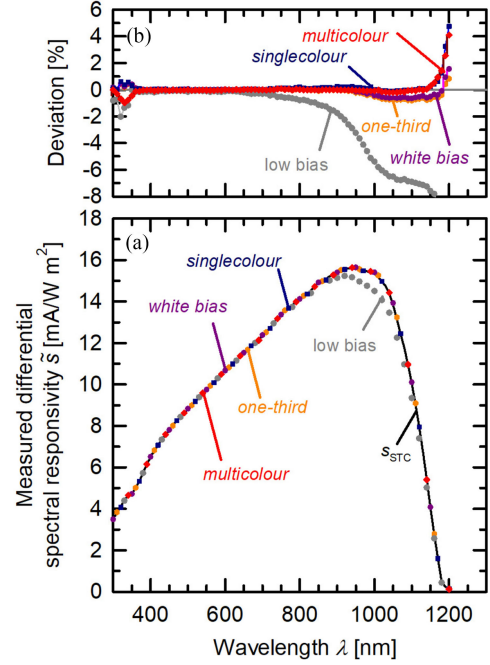 (b)
multicolour
singlecolour
one-third
low bias
white bias
Deviation [%]
6
4
2
0
-2
-4
-6
-8
(a)
singlecolour
white bias
low bias
one-third
multicolour
s_STC
Measured differential
spectral responsivity s̃ [mA/W m²]
18
16
14
12
10
8
6
4
2
0
400 600 800 1000 1200
Wavelength λ [nm]